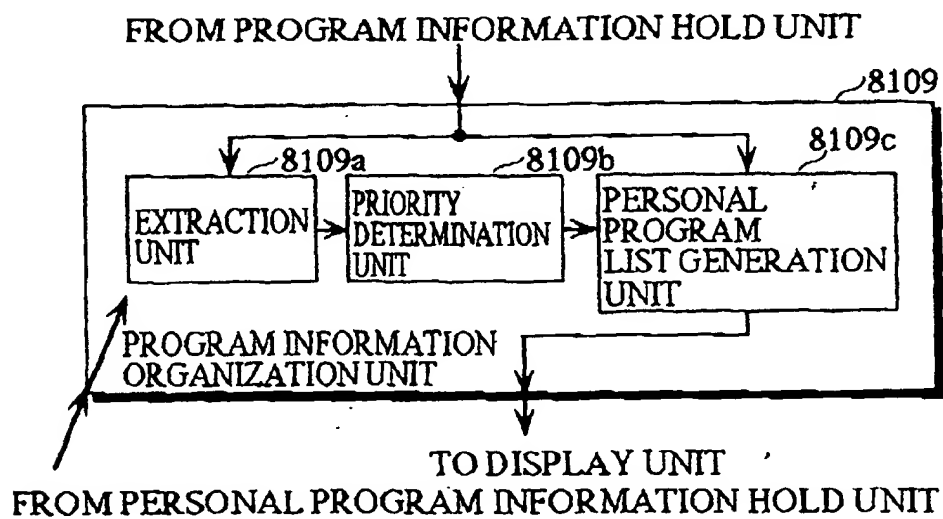 FROM PROGRAM INFORMATION HOLD UNIT
8109
8109a
8109b
8109c
EXTRACTION
UNIT
PRIORITY
DETERMINATION
UNIT
PERSONAL
PROGRAM
LIST GENERATION
UNIT
PROGRAM INFORMATION
ORGANIZATION UNIT
TO DISPLAY UNIT
FROM PERSONAL PROGRAM INFORMATION HOLD UNIT